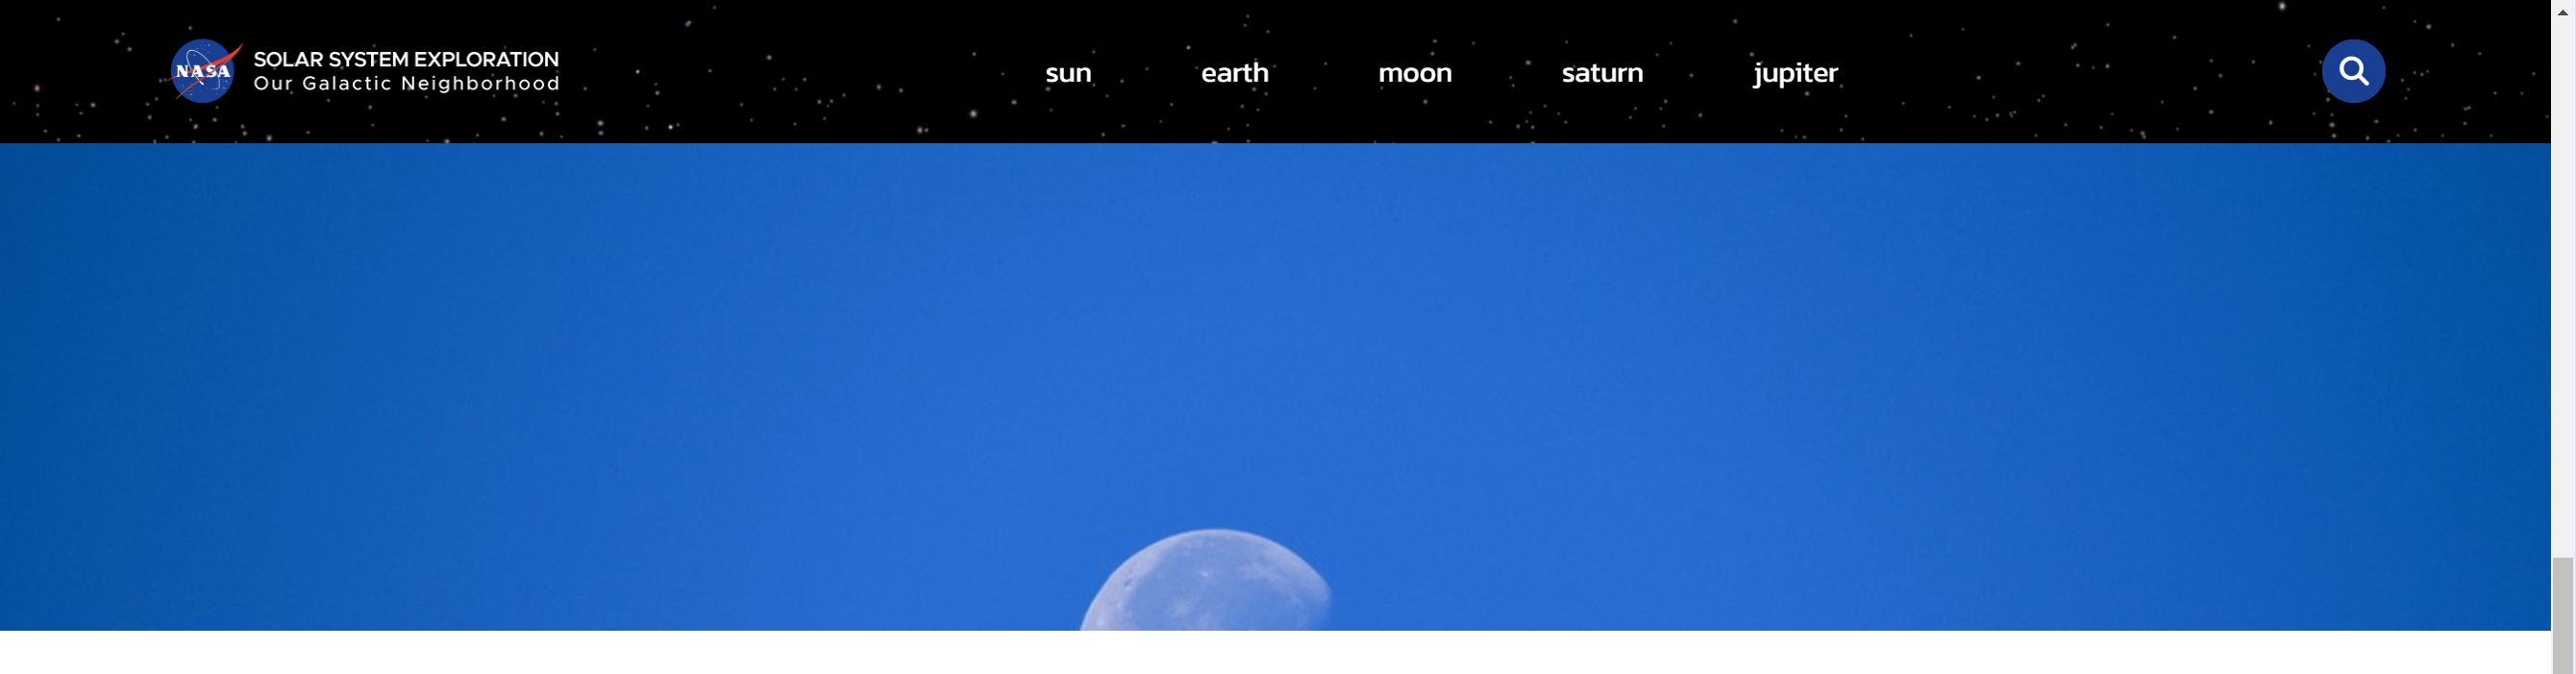 NASA
SOLAR SYSTEM EXPLORATION
Our Galactic Neighborhood
sun
earth
moon
saturn
jupiter